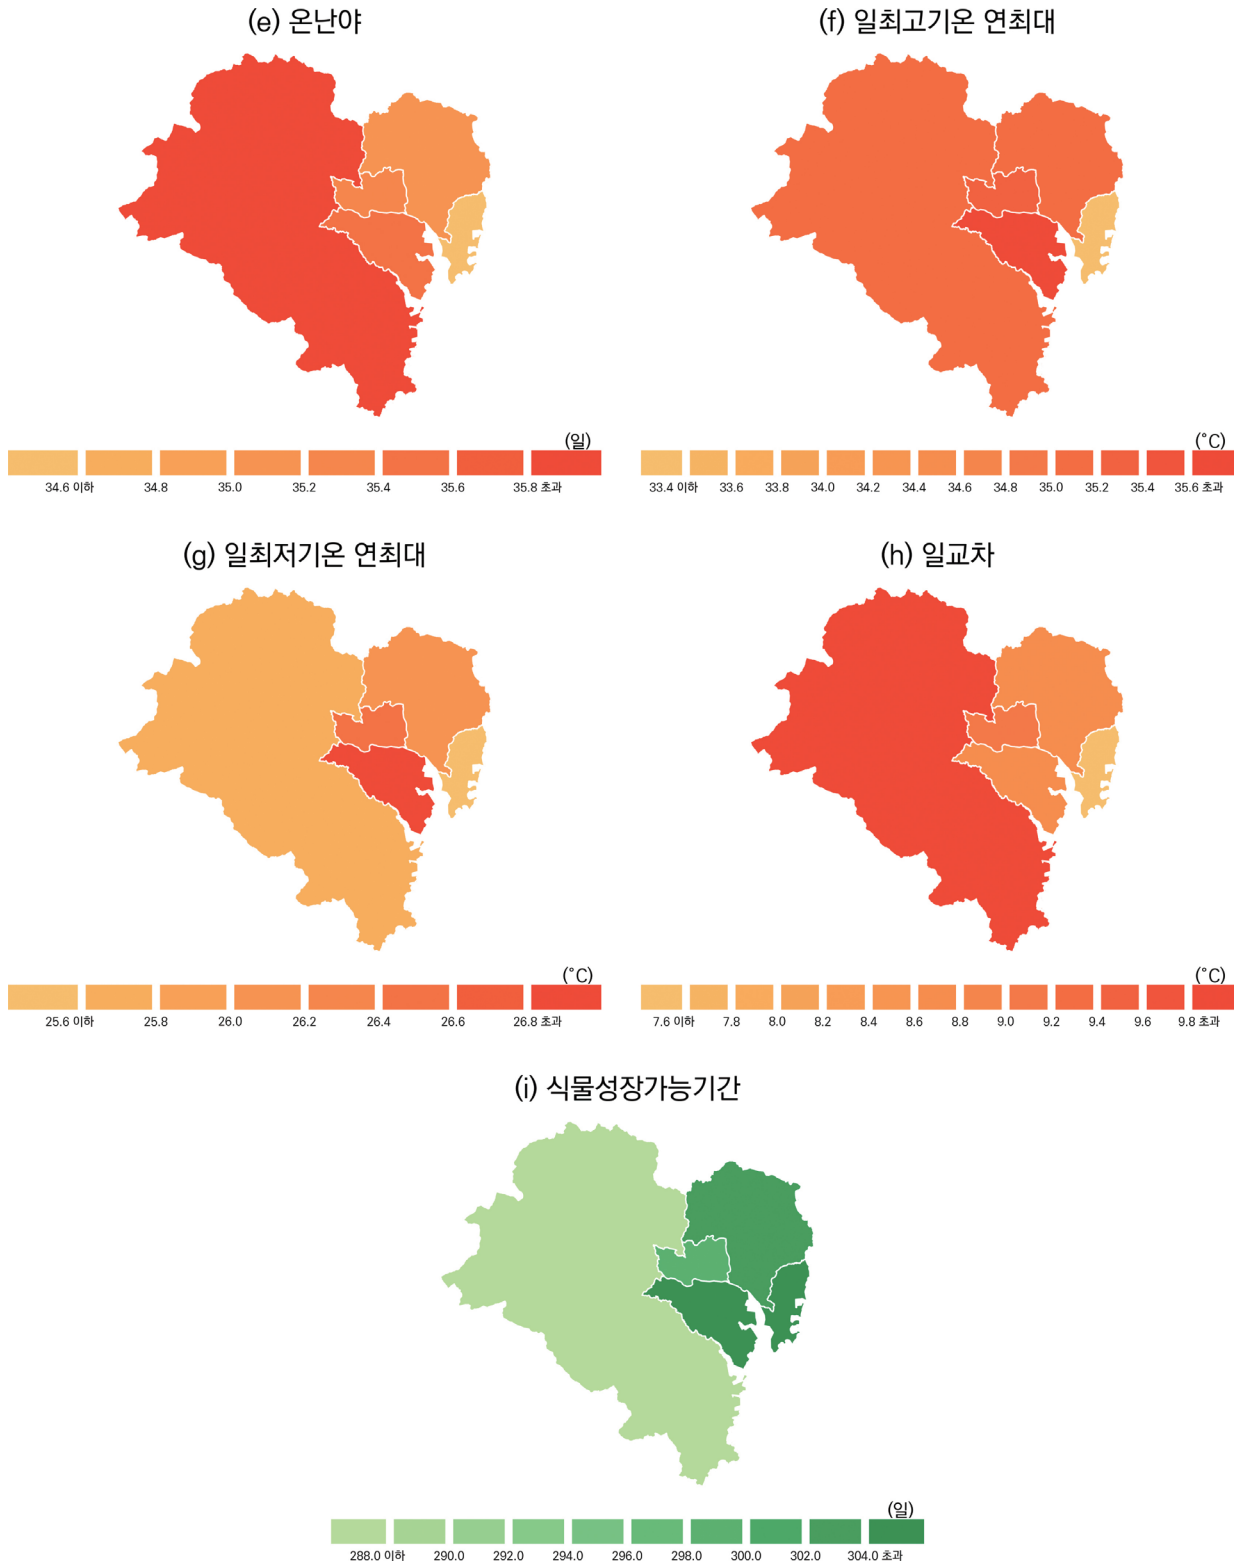 (e) 온난야
(f) 일최고기온 연최대
(일)
34.6 이하 34.8 35.0 35.2 35.4 35.6 35.8 초과
(°C)
33.4 이하 33.6 33.8 34.0 34.2 34.4 34.6 34.8 35.0 35.2 35.4 35.6 초과
(g) 일최저기온 연최대
(h) 일교차
(°C)
25.6 이하 25.8 26.0 26.2 26.4 26.6 26.8 초과
(°C)
7.6 이하 7.8 8.0 8.2 8.4 8.6 8.8 9.0 9.2 9.4 9.6 9.8 초과
(i) 식물성장가능기간
(일)
288.0 이하 290.0 292.0 294.0 296.0 298.0 300.0 302.0 304.0 초과